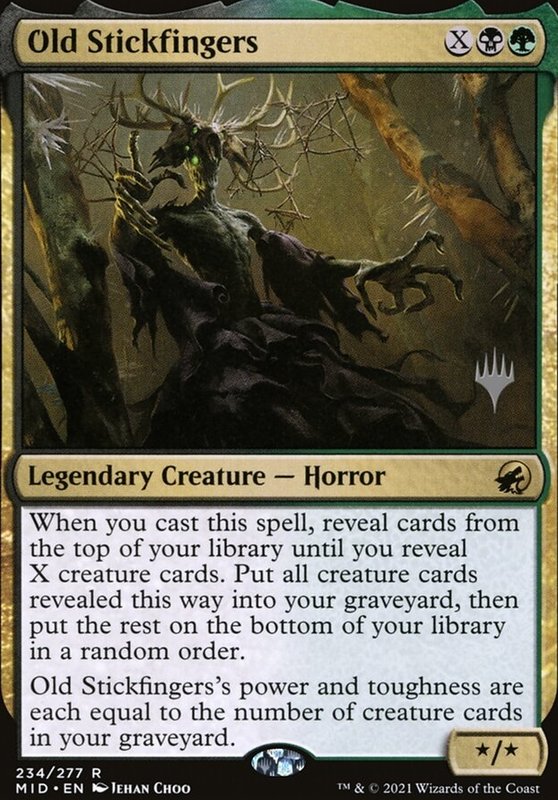 Old Stickfingers X
Legendary Creature — Horror
When you cast this spell, reveal cards from
the top of your library until you reveal
X creature cards. Put all creature cards
revealed this way into your graveyard, then
put the rest on the bottom of your library
in a random order.
Old Stickfingers's power and toughness are
each equal to the number of creature cards
in your graveyard.
★/★
234/277 R
MID • EN Jehan Choo
™ & © 2021 Wizards of the Coast